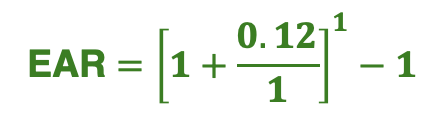 EAR = [1 + 0.12/1]^1 − 1